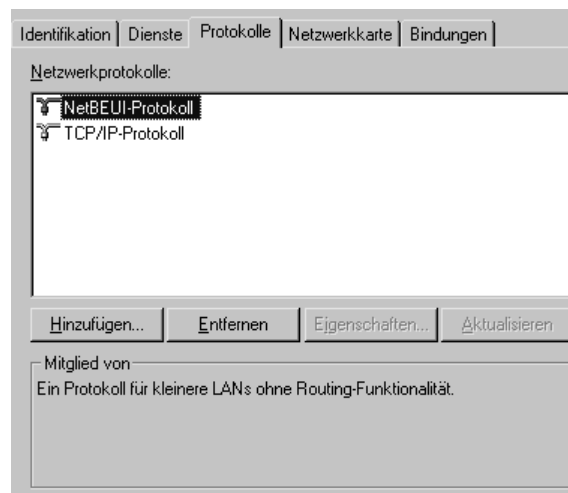 Identifikation Dienste Protokolle Netzwerkkarte Bindungen
Netzwerkprotokolle:
NetBEUI-Protokoll
TCP/IP-Protokoll
Hinzufügen... Entfernen Eigenschaften... Aktualisieren
Mitglied von
Ein Protokoll für kleinere LANs ohne Routing-Funktionalität.